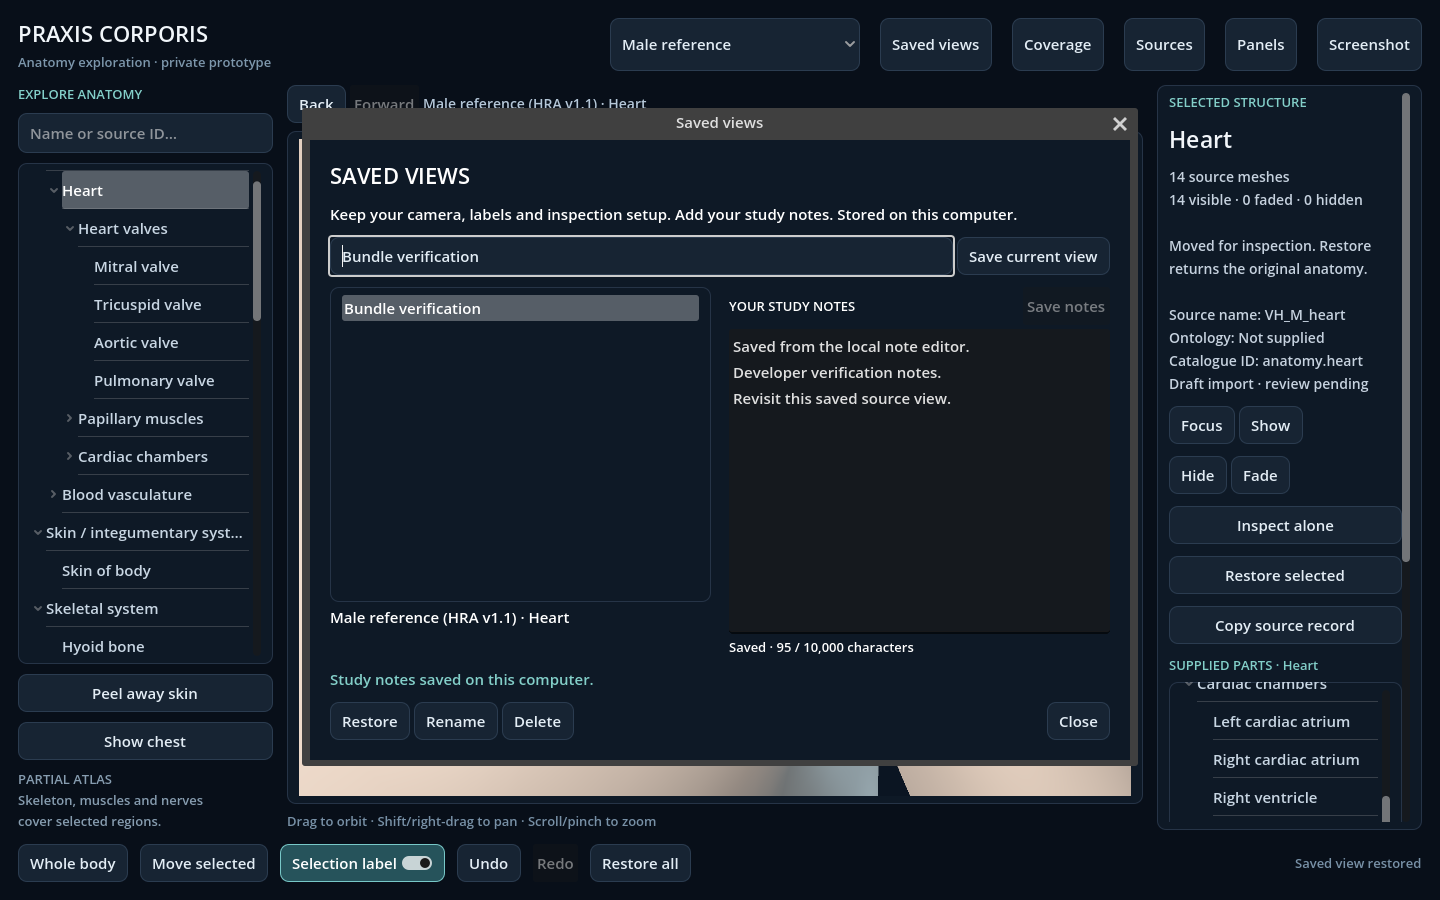 PRAXIS CORPORIS
Anatomy exploration · private prototype
Male reference
Saved views
Coverage
Sources
Panels
Screenshot
EXPLORE ANATOMY
Name or source ID...
Heart
Heart valves
Mitral valve
Tricuspid valve
Aortic valve
Pulmonary valve
Papillary muscles
Cardiac chambers
Blood vasculature
Skin / integumentary syst...
Skin of body
Skeletal system
Hyoid bone
Peel away skin
Show chest
PARTIAL ATLAS
Skeleton, muscles and nerves
cover selected regions.
Back
Forward
Male reference (HRA v1.1) · Heart
Saved views
SAVED VIEWS
Keep your camera, labels and inspection setup. Add your study notes. Stored on this computer.
Bundle verification
Save current view
Bundle verification
YOUR STUDY NOTES
Save notes
Saved from the local note editor.
Developer verification notes.
Revisit this saved source view.
Male reference (HRA v1.1) · Heart
Saved · 95 / 10,000 characters
Study notes saved on this computer.
Restore
Rename
Delete
Close
Drag to orbit · Shift/right-drag to pan · Scroll/pinch to zoom
SELECTED STRUCTURE
Heart
14 source meshes
14 visible · 0 faded · 0 hidden
Moved for inspection. Restore
returns the original anatomy.
Source name: VH_M_heart
Ontology: Not supplied
Catalogue ID: anatomy.heart
Draft import · review pending
Focus
Show
Hide
Fade
Inspect alone
Restore selected
Copy source record
SUPPLIED PARTS · Heart
Cardiac chambers
Left cardiac atrium
Right cardiac atrium
Right ventricle
Whole body
Move selected
Selection label
Undo
Redo
Restore all
Saved view restored